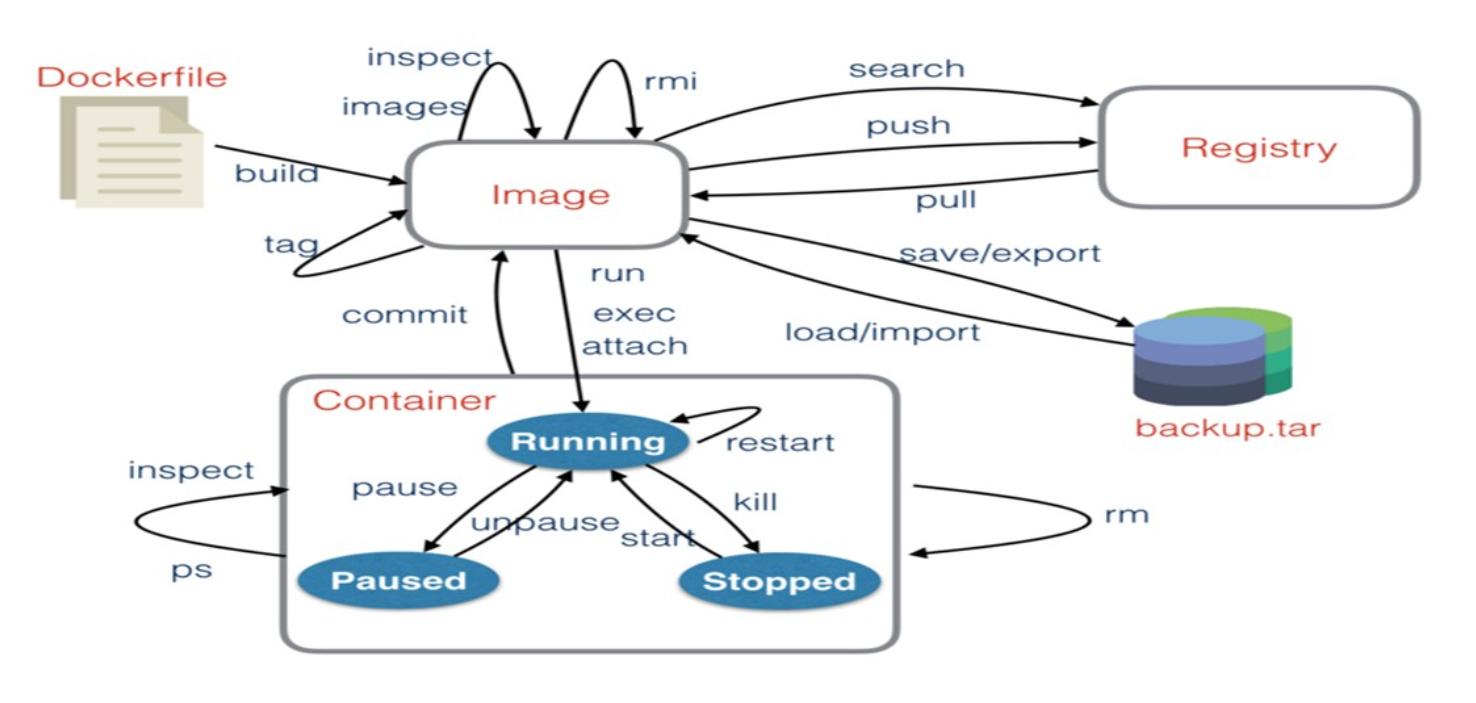 inspect
search
Dockerfile
rmi
images
push
Registry
build
Image
pull
tag
save/export
run
commit
exec
load/import
attach
Container
backup.tar
Running
restart
inspect
pause
kill
unpause
rm
start
ps
Paused
Stopped